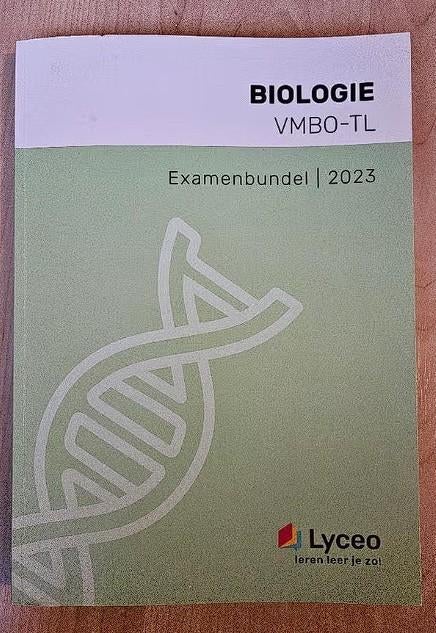 BIOLOGIE
VMBO-TL
Examenbundel | 2023
Lyceo
leren leer je zo!